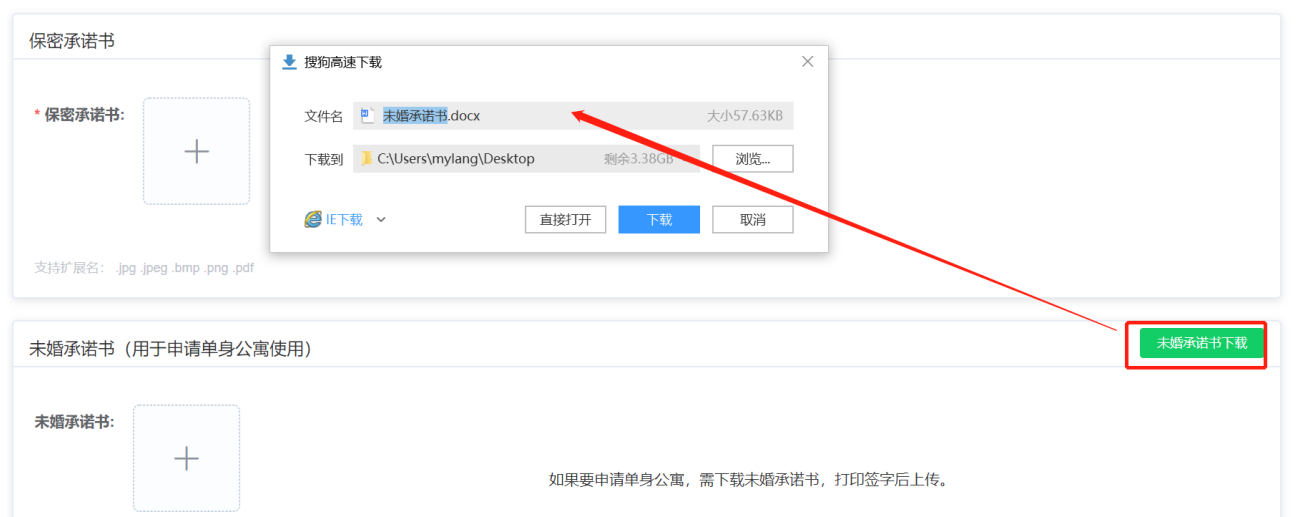 保密承诺书
搜狗高速下载
文件名 未婚承诺书.docx 大小57.63KB
* 保密承诺书:
下载到 C:\Users\mylang\Desktop 剩余3.38GB 浏览...
IE下载 直接打开 下载 取消
支持扩展名: .jpg .jpeg .bmp .png .pdf
未婚承诺书（用于申请单身公寓使用） 未婚承诺书下载
未婚承诺书:
如果要申请单身公寓，需下载未婚承诺书，打印签字后上传。